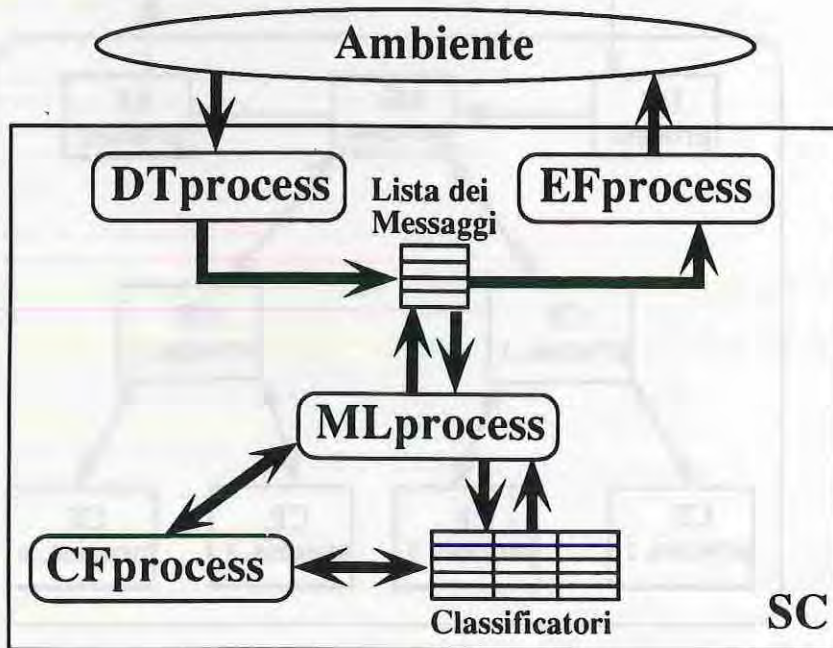 Ambiente
DTprocess
Lista dei
Messaggi
EFprocess
MLprocess
CFprocess
Classificatori
SC